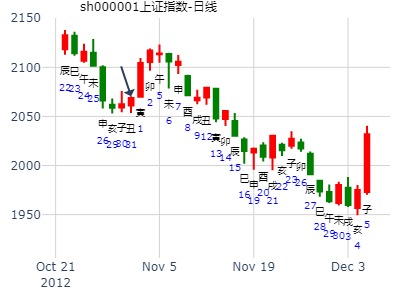 sh000001上证指数-日线
2150
2100
2050
2000
1950
辰 巳 午 未 申 亥 子 丑 寅 卯 午 未 申 酉 戌 丑 寅 卯 辰 巳 申 酉 戌 亥 子 卯 辰 巳 午 未 戌 亥 子
22 23 24 25 26 29 30 31 1 2 5 6 7 8 9 12 13 14 15 16 19 20 21 22 23 26 27 28 29 30 3 4 5
Oct 21
2012
Nov 5
Nov 19
Dec 3